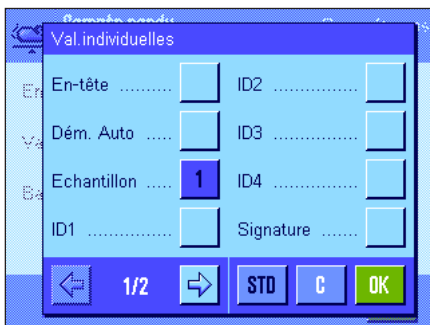 Val.individuelles
En-tête ..........
ID2 ................
Dém. Auto .....
ID3 ................
Echantillon ..... 1
ID4 ................
ID1 ................
Signature .......
1/2
STD
C
OK